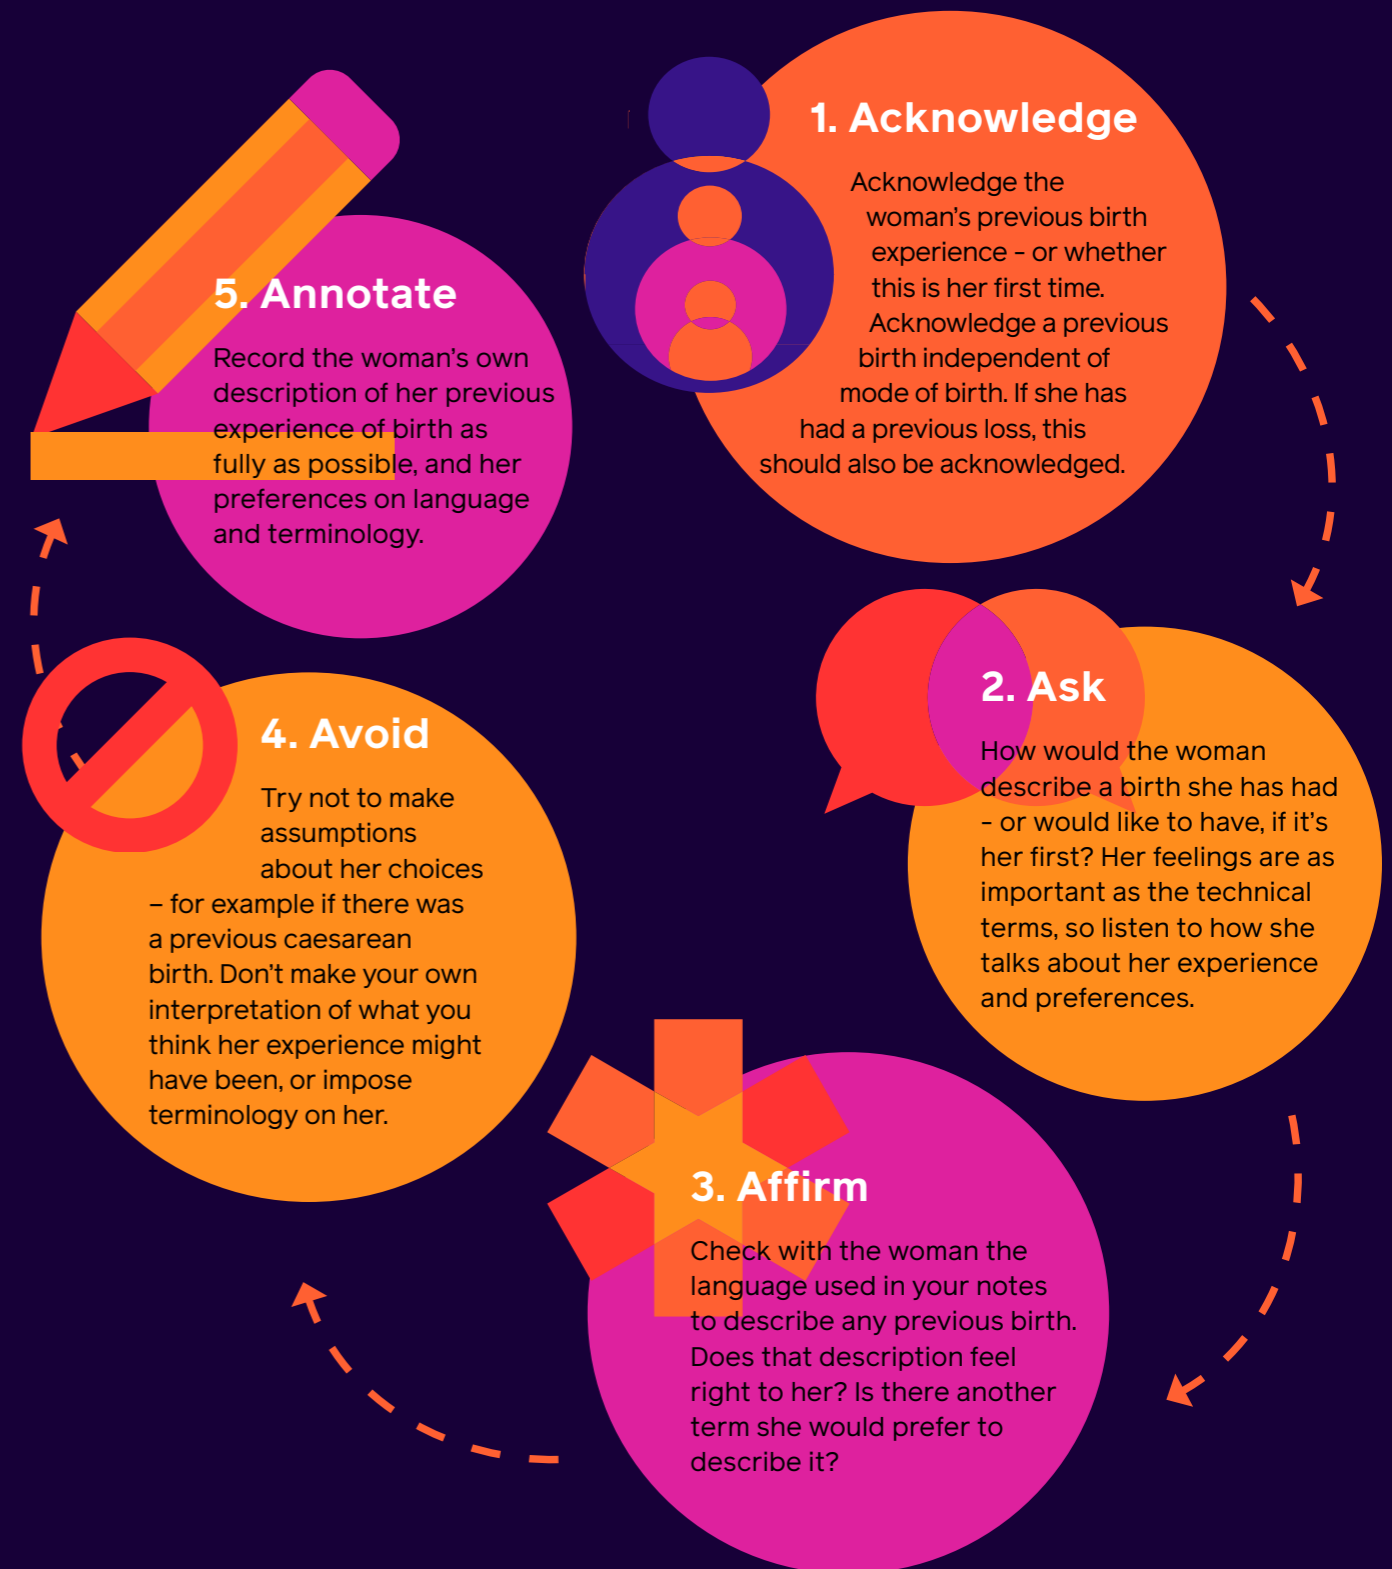 1. Acknowledge
Acknowledge the
woman’s previous birth
experience - or whether
this is her first time.
Acknowledge a previous
birth independent of
mode of birth. If she has
had a previous loss, this
should also be acknowledged.
2. Ask
How would the woman
describe a birth she has had
- or would like to have, if it’s
her first? Her feelings are as
important as the technical
terms, so listen to how she
talks about her experience
and preferences.
3. Affirm
Check with the woman the
language used in your notes
to describe any previous birth.
Does that description feel
right to her? Is there another
term she would prefer to
describe it?
4. Avoid
Try not to make
assumptions
about her choices
– for example if there was
a previous caesarean
birth. Don’t make your own
interpretation of what you
think her experience might
have been, or impose
terminology on her.
5. Annotate
Record the woman’s own
description of her previous
experience of birth as
fully as possible, and her
preferences on language
and terminology.